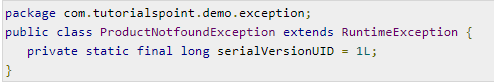 package com.tutorialspoint.demo.exception;
public class ProductNotfoundException extends RuntimeException {
   private static final long serialVersionUID = 1L;
}